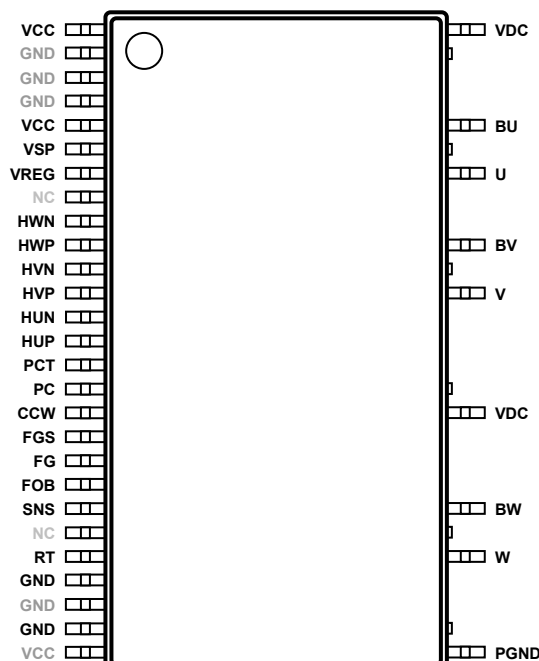 VCC VDC
GND
GND
GND
VCC BU
VSP
VREG U
NC
HWN
HWP BV
HVN
HVP V
HUN
HUP
PCT
PC
CCW VDC
FGS
FG
FOB
SNS BW
NC
RT W
GND
GND
GND
VCC PGND